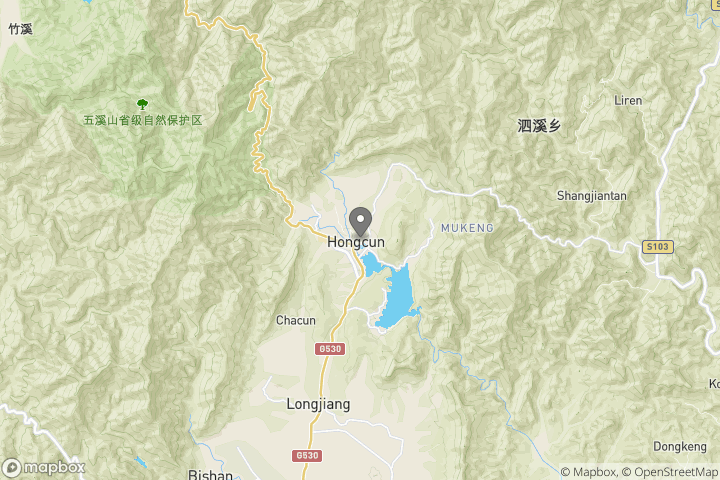 竹溪
五溪山省级自然保护区
Liren
泗溪乡
Shangjiantan
MUKENG
S103
Hongcun
Chacun
G530
Longjiang
G530
Dongkeng
Bishan
mapbox
© Mapbox, © OpenStreetMap